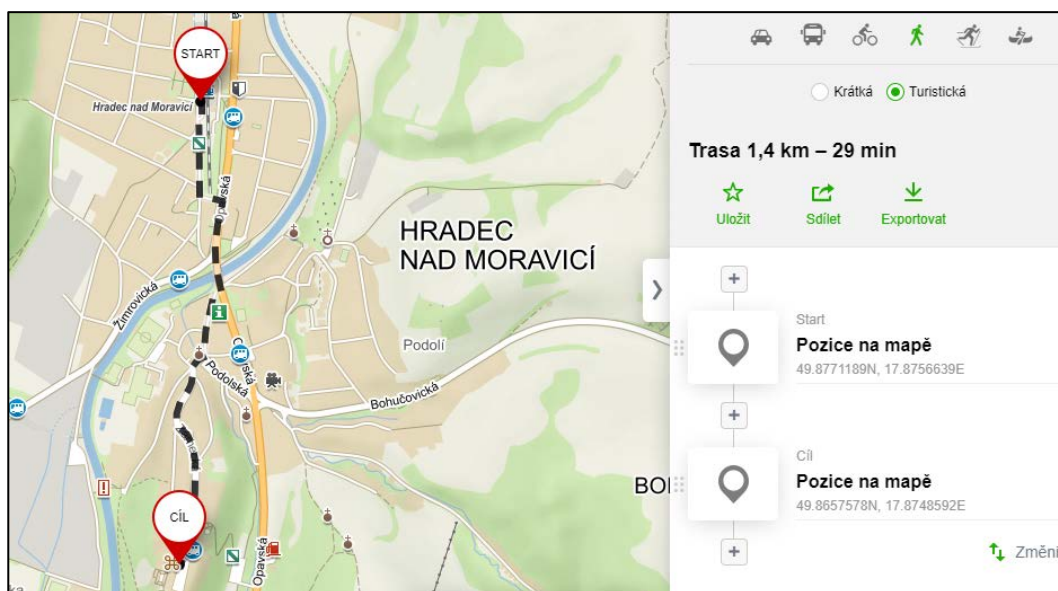 START
Hradec nad Moravicí
Opavská
HRADEC
NAD MORAVICÍ
Žimrovická
Podolí
Podolská
Bohučovická
BO
CÍL
Opavská
Krátká
Turistická
Trasa 1,4 km – 29 min
Uložit
Sdílet
Exportovat
Start
Pozice na mapě
49.8771189N, 17.8756639E
Cíl
Pozice na mapě
49.8657578N, 17.8748592E
Změni